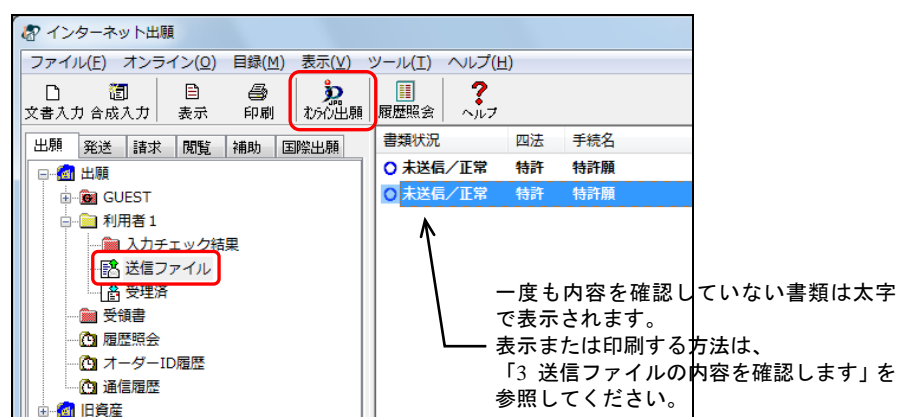 インターネット出願
ファイル(F) オンライン(O) 目録(M) 表示(V) ツール(T) ヘルプ(H)
文書入力 合成入力 表示 印刷 オンライン出願 履歴照会 ヘルプ
出願 発送 請求 閲覧 補助 国際出願
書類状況 四法 手続名
出願
GUEST
利用者1
入力チェック結果
送信ファイル
受理済
受領書
履歴照会
オーダーID履歴
通信履歴
旧資産
未送信/正常 特許 特許願
未送信/正常 特許 特許願
一度も内容を確認していない書類は太字
で表示されます。
表示または印刷する方法は、
「3 送信ファイルの内容を確認します」を
参照してください。